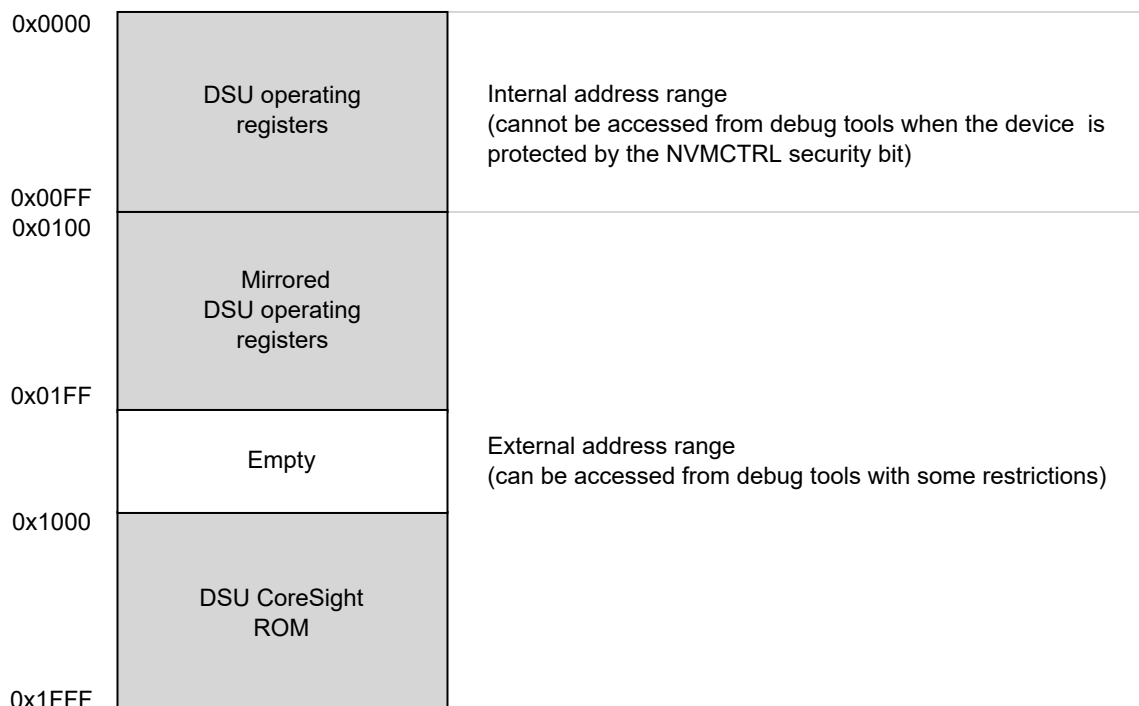 0x0000
DSU operating
registers
Internal address range
(cannot be accessed from debug tools when the device is
protected by the NVMCTRL security bit)
0x00FF
0x0100
Mirrored
DSU operating
registers
0x01FF
Empty
External address range
(can be accessed from debug tools with some restrictions)
0x1000
DSU CoreSight
ROM
0x1FFF